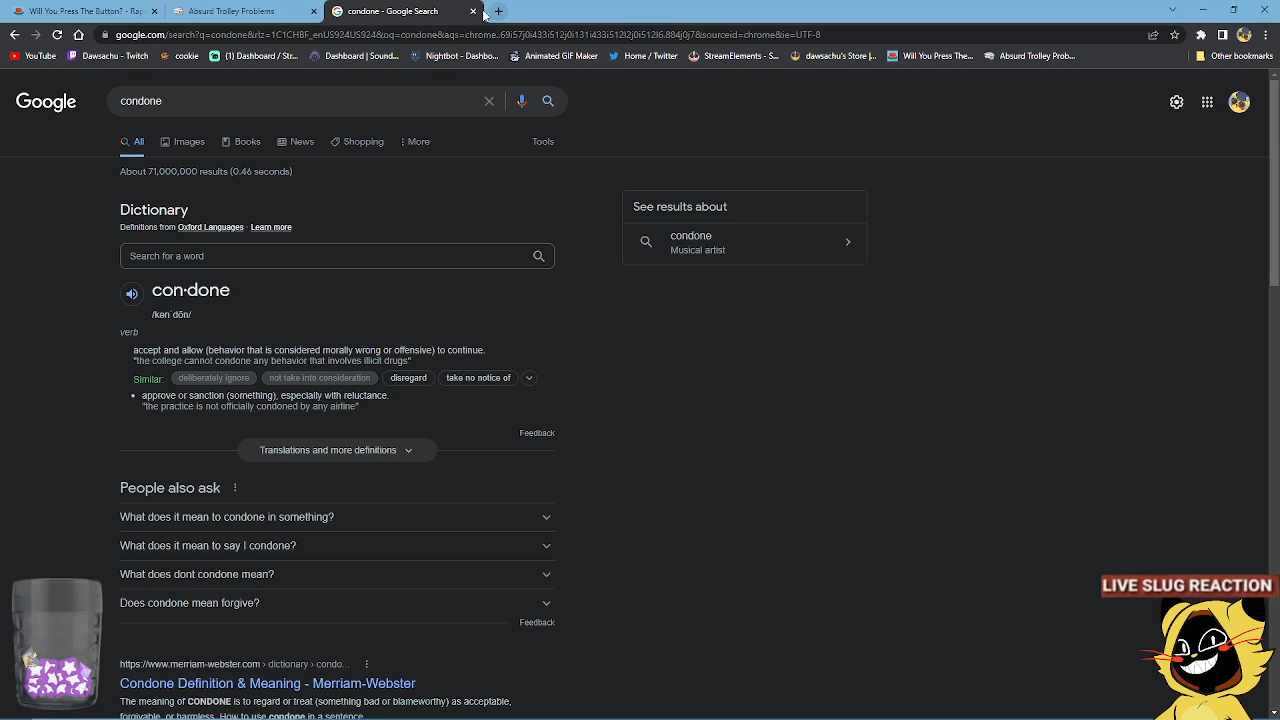 Will You Press The Button? - Rap
Absurd Trolley Problems
condone - Google Search
google.com/search?q=condone&rlz=1C1CHBF_enUS924US924&oq=condone&aqs=chrome..69i57j0i433i512j0i131i433i512l2j0i512l6.884j0j7&sourceid=chrome&ie=UTF-8
YouTube
Dawsachu - Twitch
cookie
(1) Dashboard / Str...
Dashboard | Sound...
Nightbot - Dashbo...
Animated GIF Maker
Home / Twitter
StreamElements - S...
dawsachu's Store |...
Will You Press The...
Absurd Trolley Prob...
Other bookmarks
Google
condone
All
Images
Books
News
Shopping
More
Tools
About 71,000,000 results (0.46 seconds)
Dictionary
Definitions from Oxford Languages · Learn more
Search for a word
con·done
/kənˈdōn/
verb
accept and allow (behavior that is considered morally wrong or offensive) to continue.
"the college cannot condone any behavior that involves illicit drugs"
Similar:
deliberately ignore
not take into consideration
disregard
take no notice of
• approve or sanction (something), especially with reluctance.
"the practice is not officially condoned by any airline"
Feedback
Translations and more definitions
People also ask
What does it mean to condone in something?
What does it mean to say I condone?
What does dont condone mean?
Does condone mean forgive?
Feedback
https://www.merriam-webster.com › dictionary › condo...
Condone Definition & Meaning - Merriam-Webster
The meaning of CONDONE is to regard or treat (something bad or blameworthy) as acceptable,
forgivable, or harmless. How to use condone in a sentence.
See results about
condone
Musical artist
LIVE SLUG REACTION